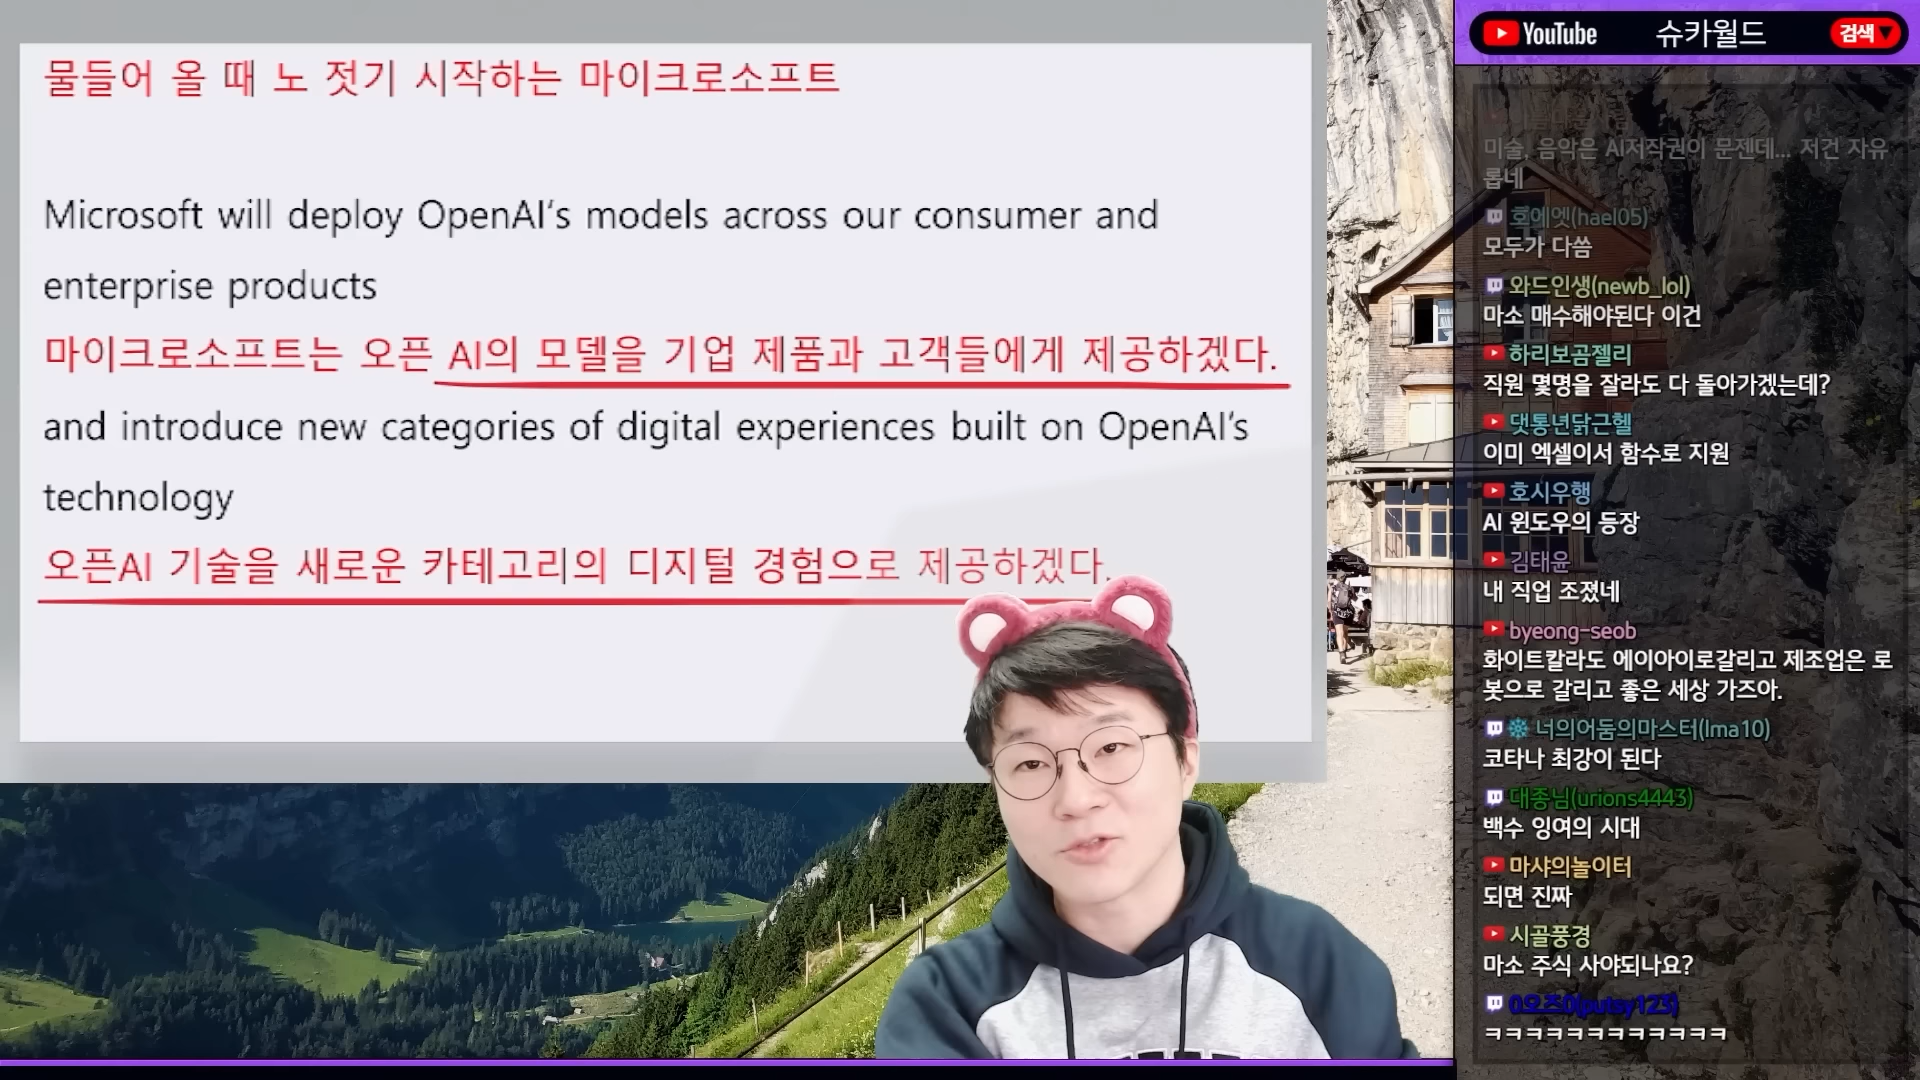 물들어 올 때 노 젓기 시작하는 마이크로소프트
Microsoft will deploy OpenAI's models across our consumer and
enterprise products
마이크로소프트는 오픈 AI의 모델을 기업 제품과 고객들에게 제공하겠다.
and introduce new categories of digital experiences built on OpenAI's
technology
오픈AI 기술을 새로운 카테고리의 디지털 경험으로 제공하겠다.
YouTube 슈카월드 검색
미술, 음악은 AI저작권이 문젠데... 저건 자유
롭네
호에엣(hael05)
모두가 다씀
와드인생(newb_lol)
마소 매수해야된다 이건
하리보곰젤리
직원 몇명을 잘라도 다 돌아가겠는데?
댓통년닭근헬
이미 엑셀이서 함수로 지원
호시우행
AI 윈도우의 등장
김태윤
내 직업 조졌네
byeong-seob
화이트칼라도 에이아이로갈리고 제조업은 로
봇으로 갈리고 좋은 세상 가즈아.
너의어둠의마스터(lma10)
코타나 최강이 된다
대종님(urions4443)
백수 잉여의 시대
마샤의놀이터
되면 진짜
시골풍경
마소 주식 사야되나요?
0오즈0(putsy123)
ㅋㅋㅋㅋㅋㅋㅋㅋㅋㅋㅋㅋ